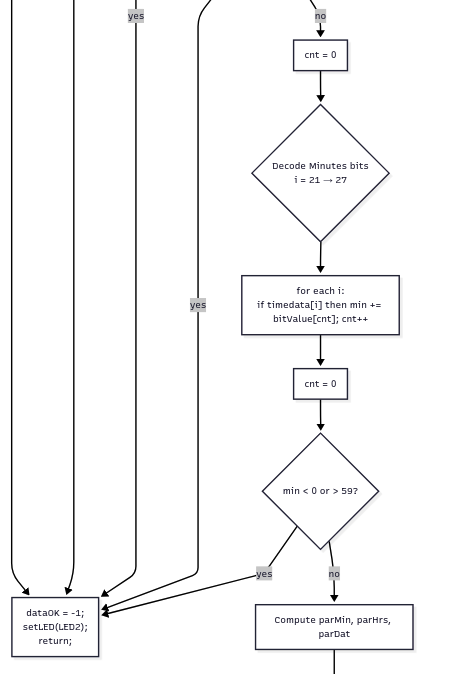 yes
no
cnt = 0
Decode Minutes bits
i = 21 → 27
for each i:
if timedata[i] then min +=
bitValue[cnt]; cnt++
yes
cnt = 0
min < 0 or > 59?
yes
no
dataOK = -1;
setLED(LED2);
return;
Compute parMin, parHrs,
parDat